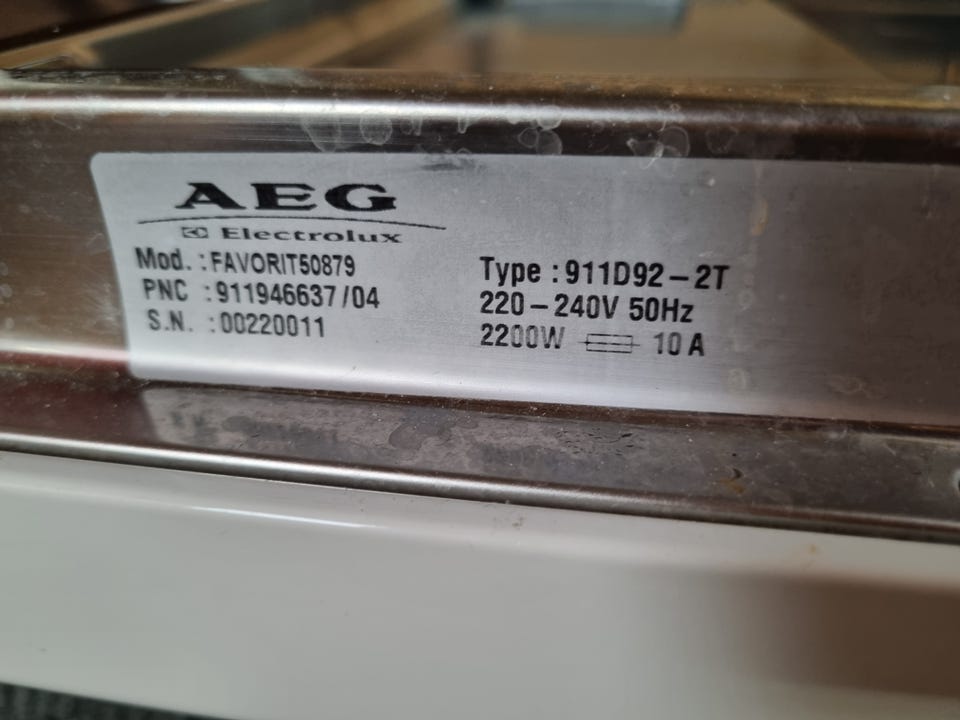 AEG
Electrolux
Mod. : FAVORIT50879
PNC : 911946637/04
S.N. : 00220011
Type : 911D92-2T
220-240V 50Hz
2200W 10 A